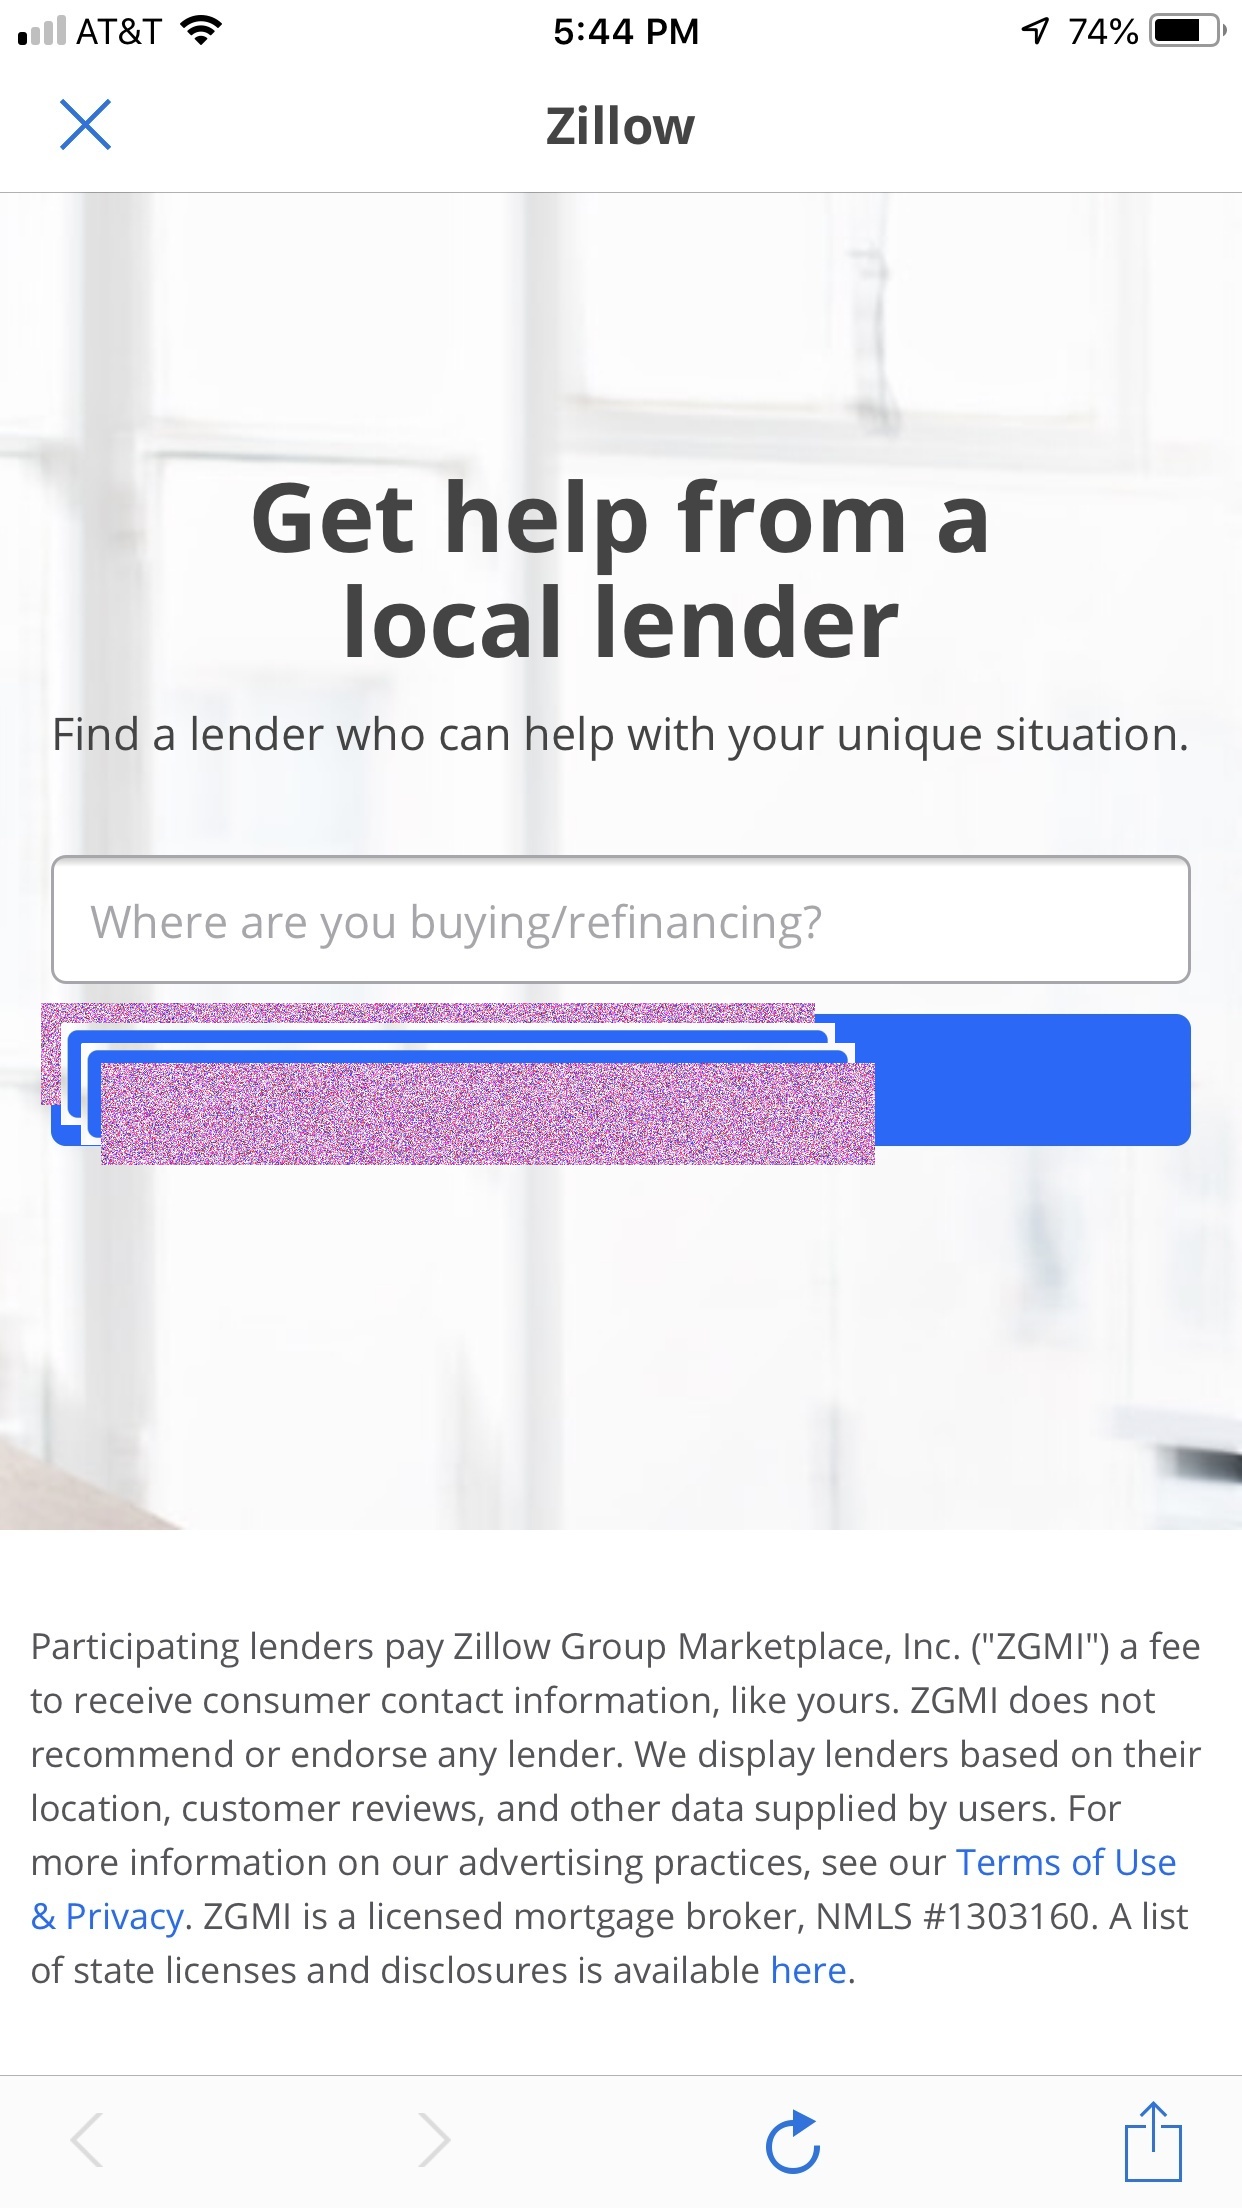 AT&T 5:44 PM 74%
Zillow
Get help from a
local lender
Find a lender who can help with your unique situation.
Where are you buying/refinancing?
Participating lenders pay Zillow Group Marketplace, Inc. ("ZGMI") a fee
to receive consumer contact information, like yours. ZGMI does not
recommend or endorse any lender. We display lenders based on their
location, customer reviews, and other data supplied by users. For
more information on our advertising practices, see our Terms of Use
& Privacy. ZGMI is a licensed mortgage broker, NMLS #1303160. A list
of state licenses and disclosures is available here.